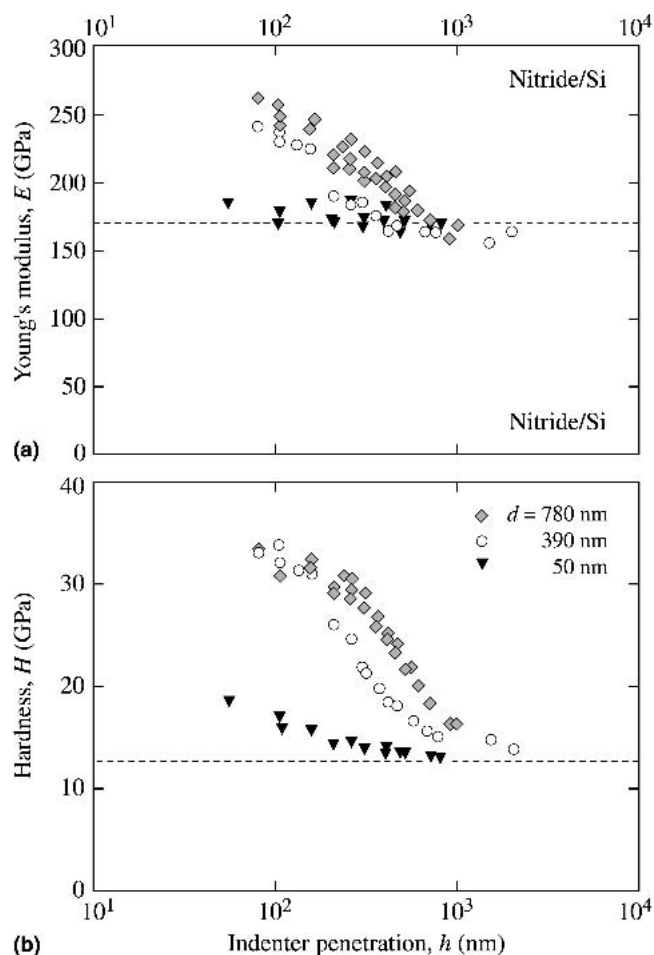 10¹ 10² 10³ 10⁴
300
250
200
150
100
50
0
Young's modulus, E (GPa)
Nitride/Si
Nitride/Si
(a)
40
30
20
10
0
Hardness, H (GPa)
d = 780 nm
390 nm
50 nm
10¹ 10² 10³ 10⁴
(b)
Indenter penetration, h (nm)